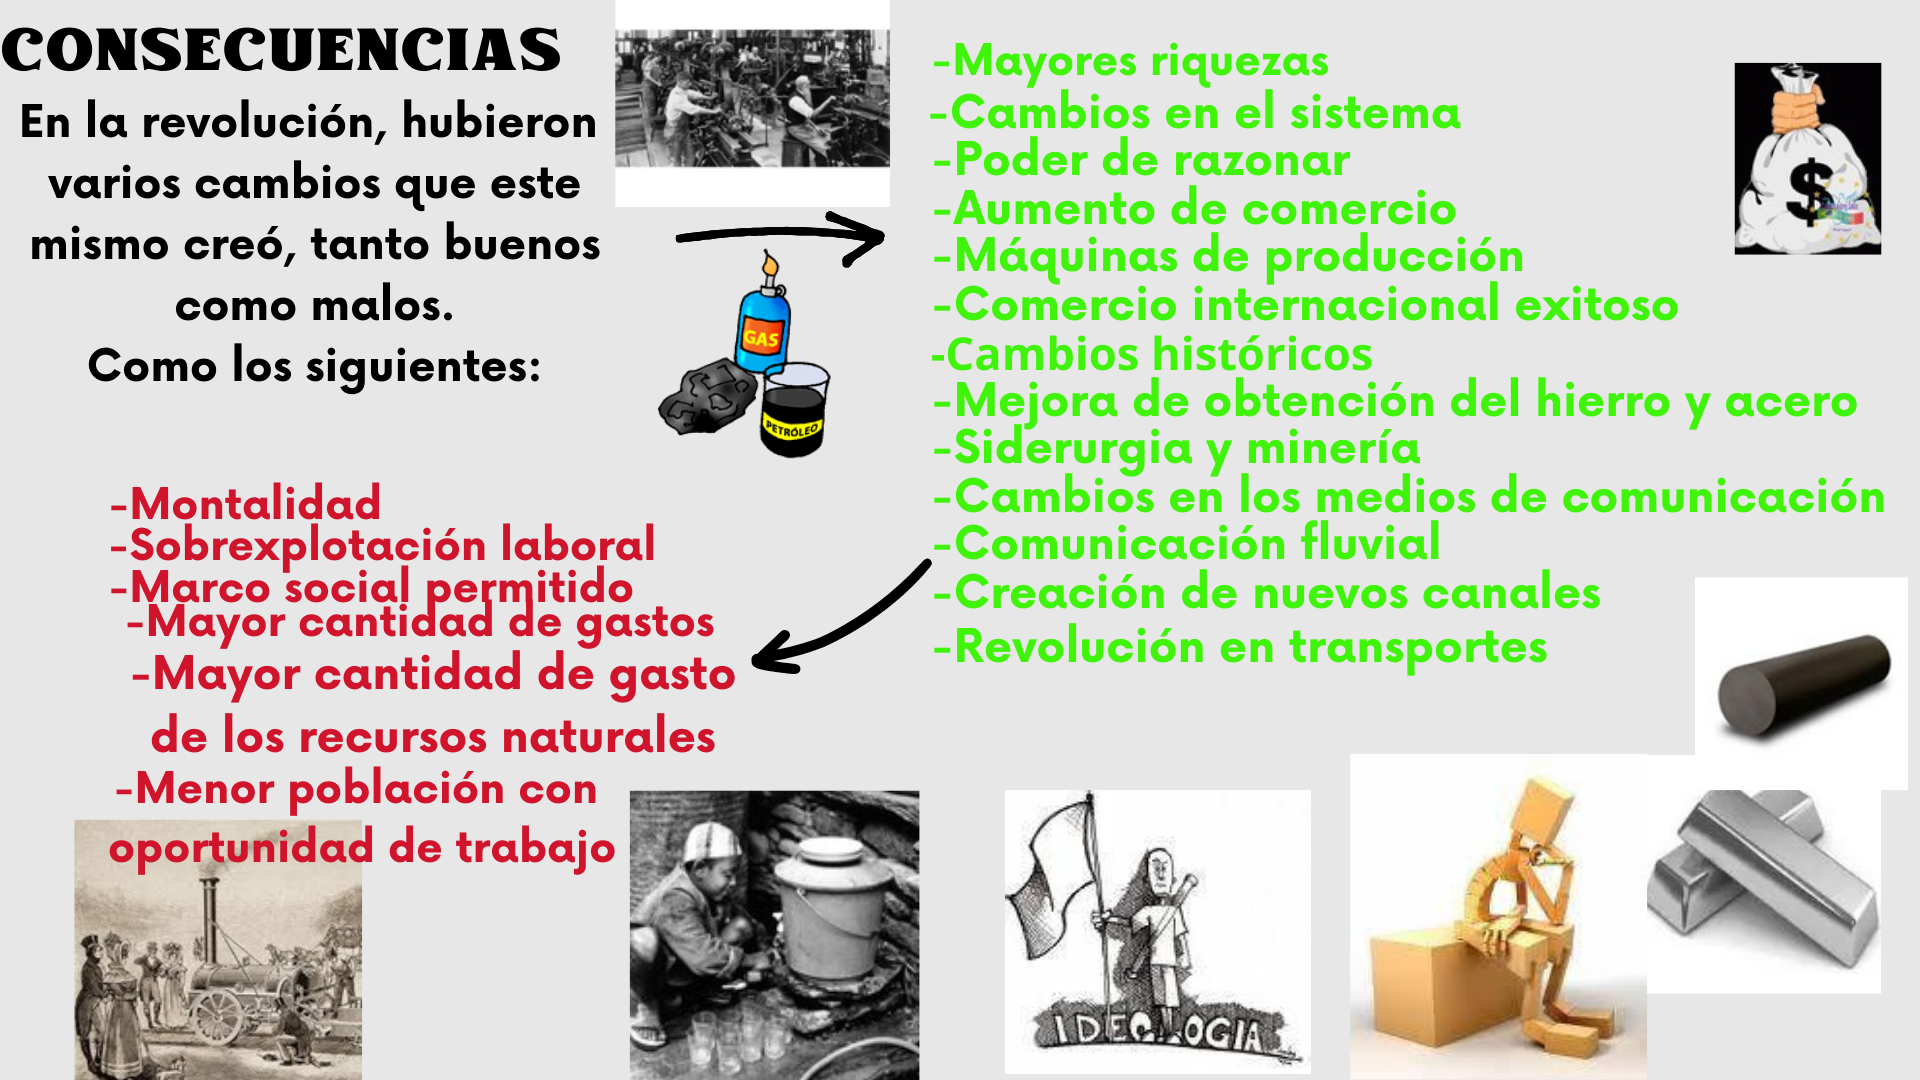 CONSECUENCIAS
En la revolución, hubieron
varios cambios que este
mismo creó, tanto buenos
como malos.
Como los siguientes:
-Mayores riquezas
-Cambios en el sistema
-Poder de razonar
-Aumento de comercio
-Máquinas de producción
-Comercio internacional exitoso
-Cambios históricos
-Mejora de obtención del hierro y acero
-Siderurgia y minería
-Cambios en los medios de comunicación
-Comunicación fluvial
-Creación de nuevos canales
-Revolución en transportes
-Montalidad
-Sobrexplotación laboral
-Marco social permitido
-Mayor cantidad de gastos
-Mayor cantidad de gasto
de los recursos naturales
-Menor población con
oportunidad de trabajo
GAS
PETRÓLEO
$
IDEOLOGIA